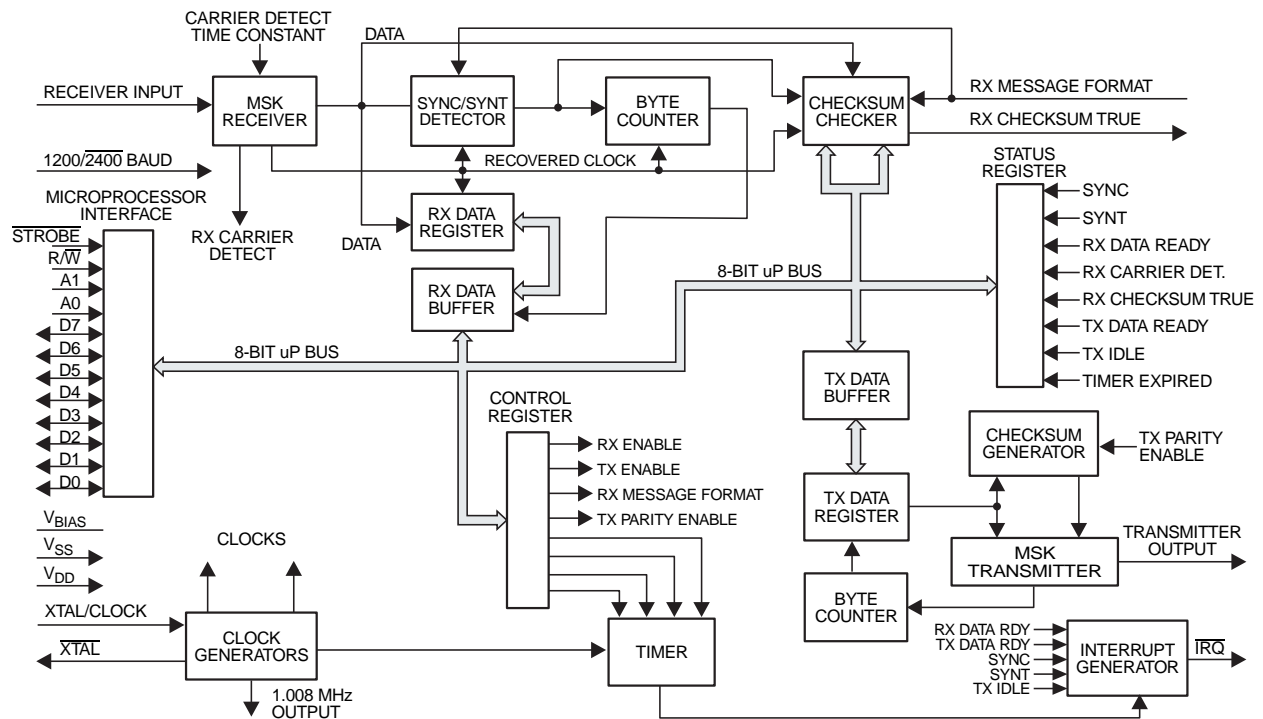 CARRIER DETECT
TIME CONSTANT
DATA
RECEIVER INPUT
MSK
RECEIVER
SYNC/SYNT
DETECTOR
BYTE
COUNTER
CHECKSUM
CHECKER
RX MESSAGE FORMAT
RX CHECKSUM TRUE
1200/2400 BAUD
RECOVERED CLOCK
STATUS
REGISTER
MICROPROCESSOR
INTERFACE
RX CARRIER
DETECT
DATA
RX DATA
REGISTER
SYNC
SYNT
RX DATA READY
RX CARRIER DET.
RX CHECKSUM TRUE
TX DATA READY
TX IDLE
TIMER EXPIRED
STROBE
R/W
A1
A0
D7
D6
D5
D4
D3
D2
D1
D0
RX DATA
BUFFER
8-BIT uP BUS
8-BIT uP BUS
TX DATA
BUFFER
CONTROL
REGISTER
RX ENABLE
TX ENABLE
RX MESSAGE FORMAT
TX PARITY ENABLE
CHECKSUM
GENERATOR
TX PARITY
ENABLE
TX DATA
REGISTER
MSK
TRANSMITTER
TRANSMITTER
OUTPUT
BYTE
COUNTER
VBIAS
VSS
VDD
CLOCKS
XTAL/CLOCK
XTAL
CLOCK
GENERATORS
1.008 MHz
OUTPUT
TIMER
RX DATA RDY
TX DATA RDY
SYNC
SYNT
TX IDLE
INTERRUPT
GENERATOR
IRQ